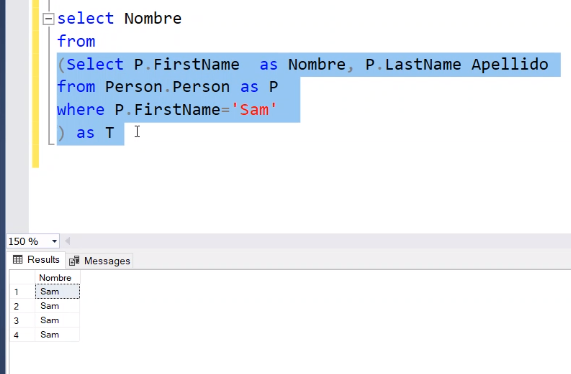 select Nombre
from
(Select P.FirstName  as Nombre, P.LastName Apellido
from Person.Person as P
where P.FirstName='Sam'
) as T
150 %
Results Messages
Nombre
1 Sam
2 Sam
3 Sam
4 Sam